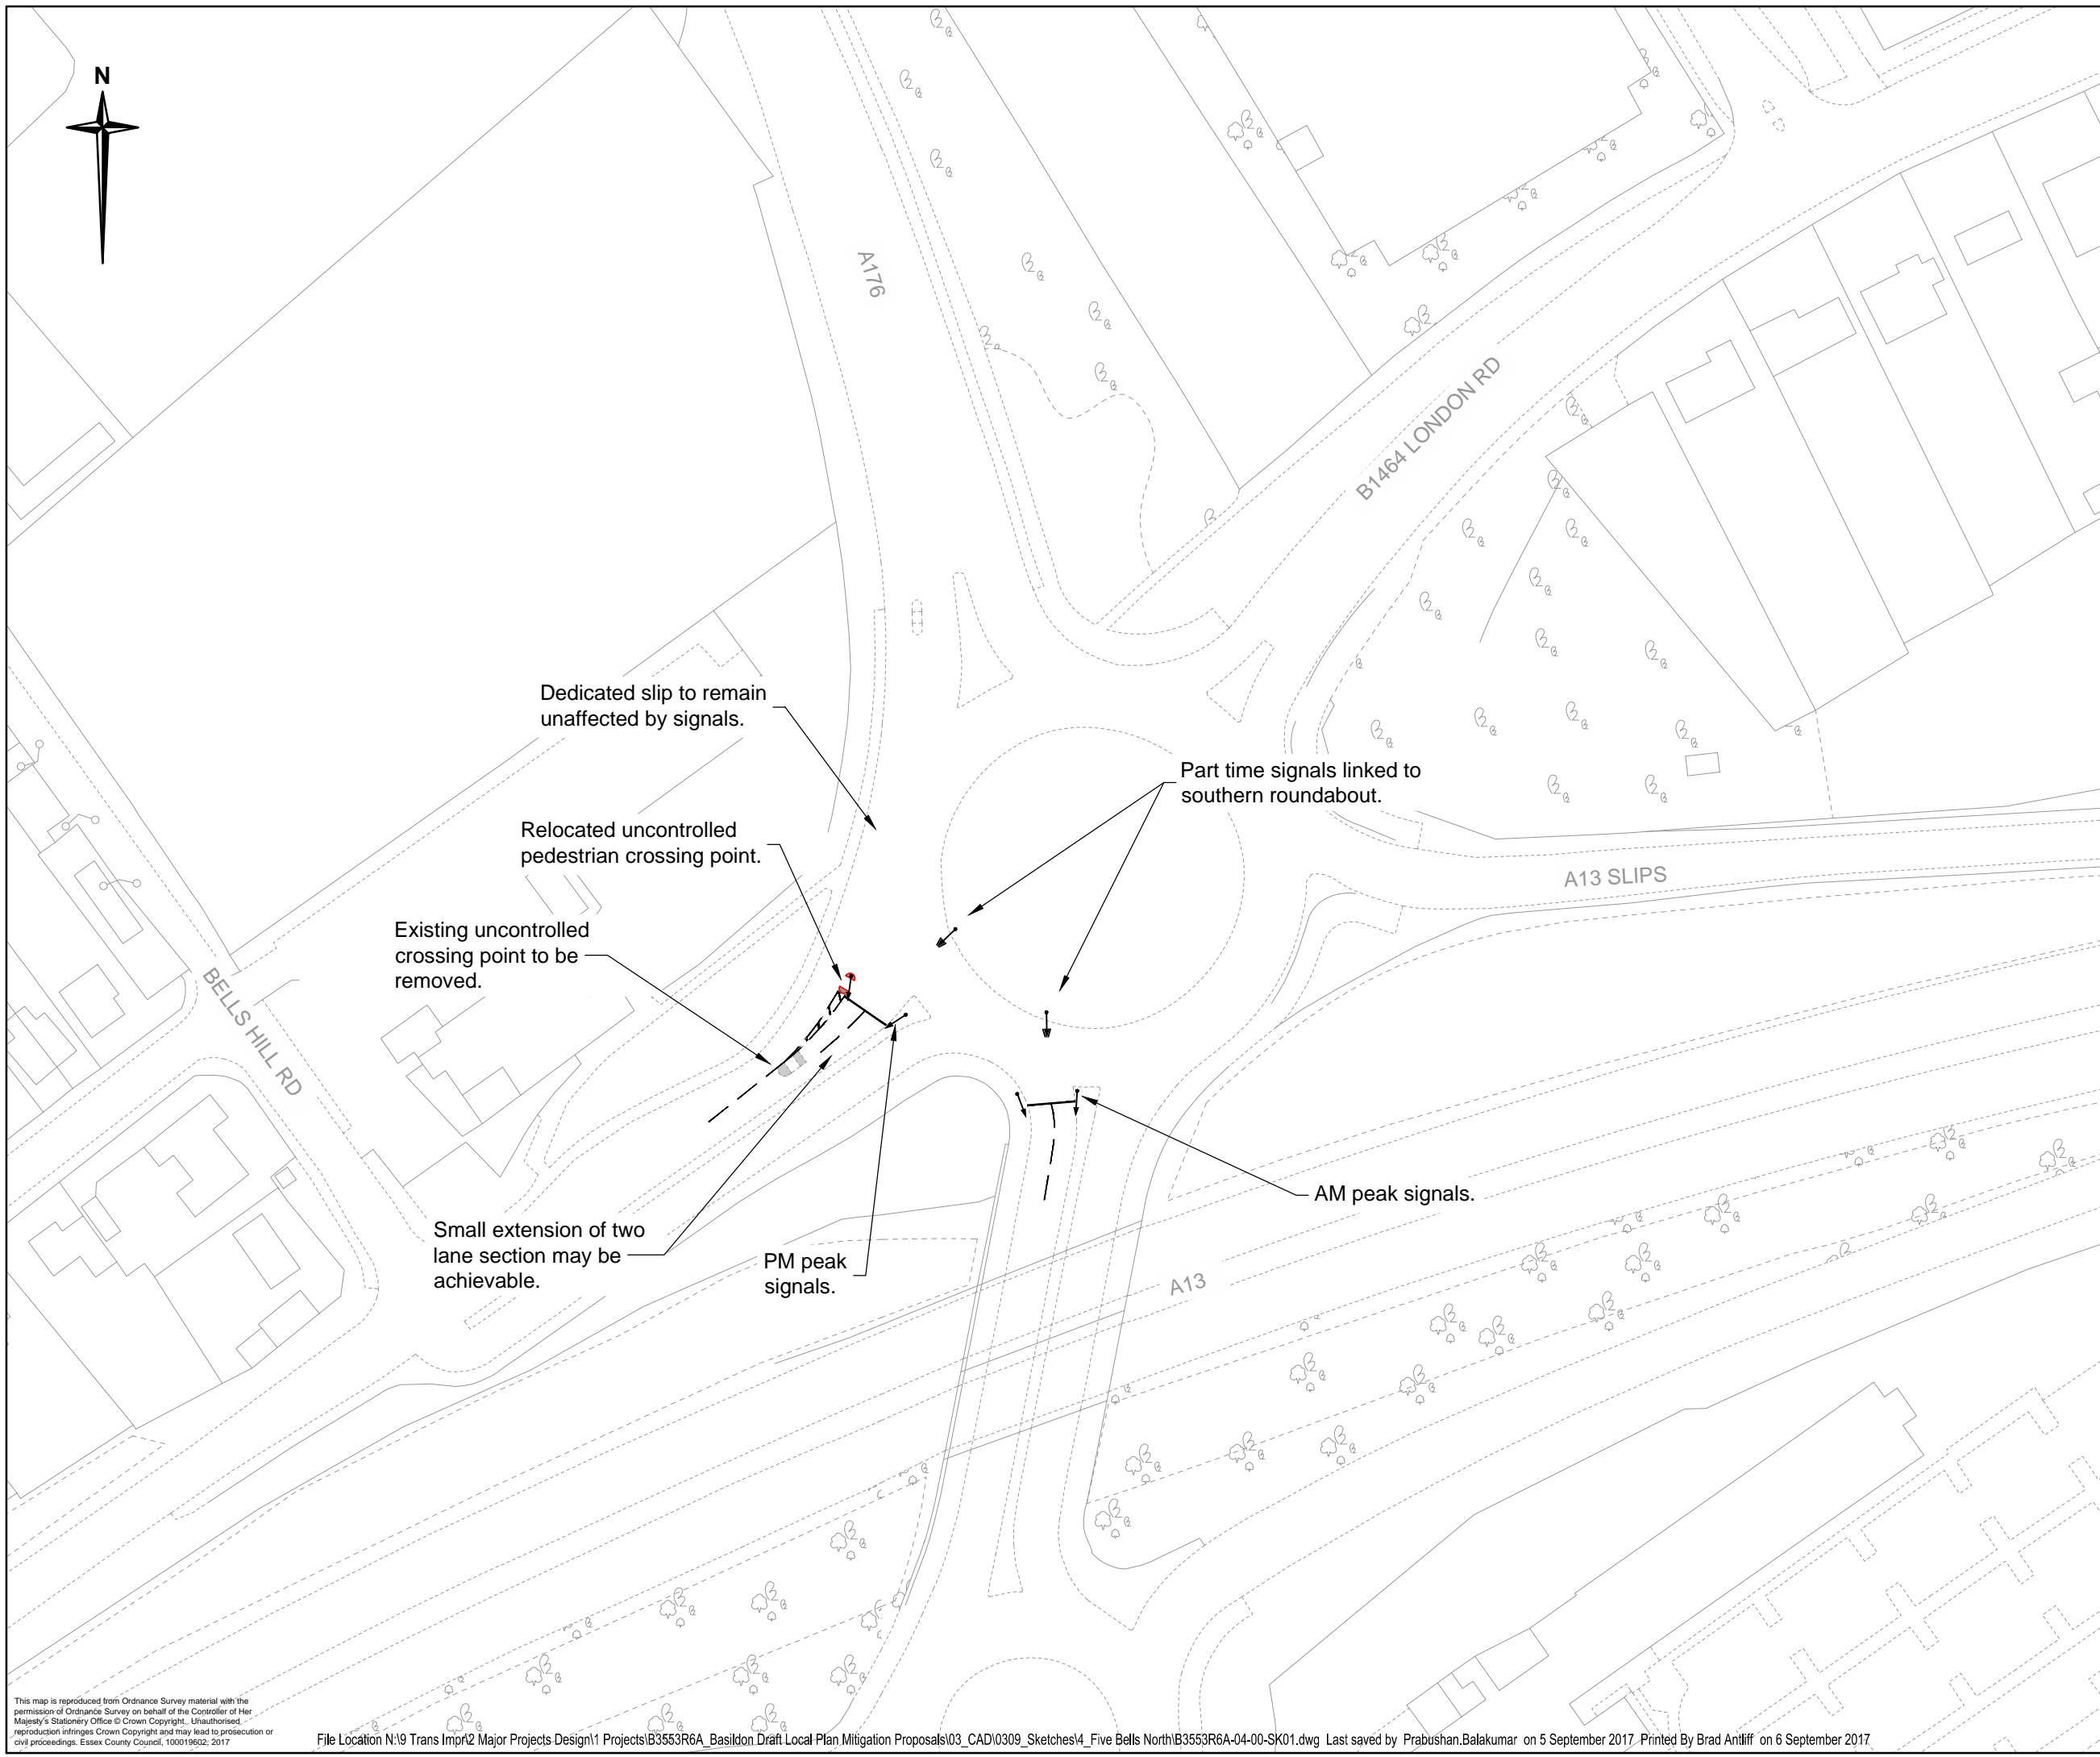 N
A176
B1464 LONDON RD
Dedicated slip to remain
unaffected by signals.
Part time signals linked to
southern roundabout.
Relocated uncontrolled
pedestrian crossing point.
A13 SLIPS
Existing uncontrolled
crossing point to be
removed.
BELLS HILL RD
AM peak signals.
Small extension of two
lane section may be
achievable.
PM peak
signals.
A13
This map is reproduced from Ordnance Survey material with the
permission of Ordnance Survey on behalf of the Controller of Her
Majesty's Stationery Office © Crown Copyright. Unauthorised
reproduction infringes Crown Copyright and may lead to prosecution or
civil proceedings. Essex County Council, 100019602, 2017
File Location N:\9 Trans Impr\2 Major Projects Design\1 Projects\B3553R6A_Basildon Draft Local Plan Mitigation Proposals\03_CAD\0309_Sketches\4_Five Bells North\B3553R6A-04-00-SK01.dwg Last saved by Prabushan.Balakumar on 5 September 2017 Printed By Brad Antliff on 6 September 2017